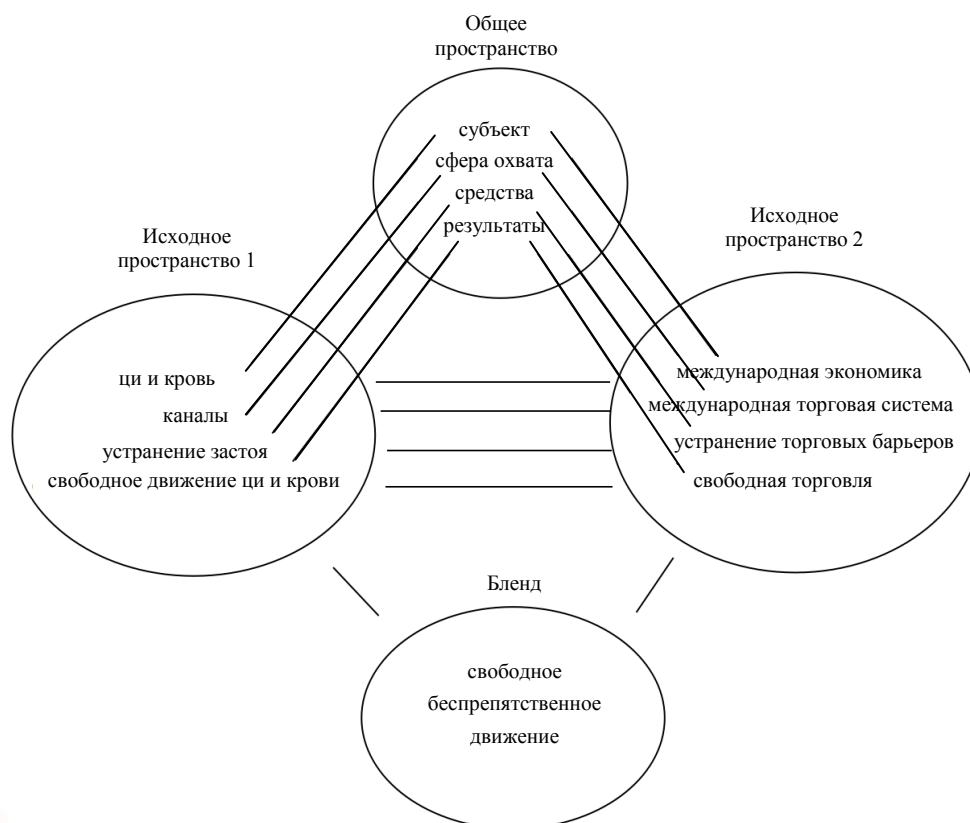 Общее
пространство
субъект
сфера охвата
средства
результаты
Исходное
пространство 1
Исходное
пространство 2
ци и кровь
каналы
устранение застоя
свободное движение ци и крови
международная экономика
международная торговая система
устранение торговых барьеров
свободная торговля
Бленд
свободное
беспрепятственное
движение